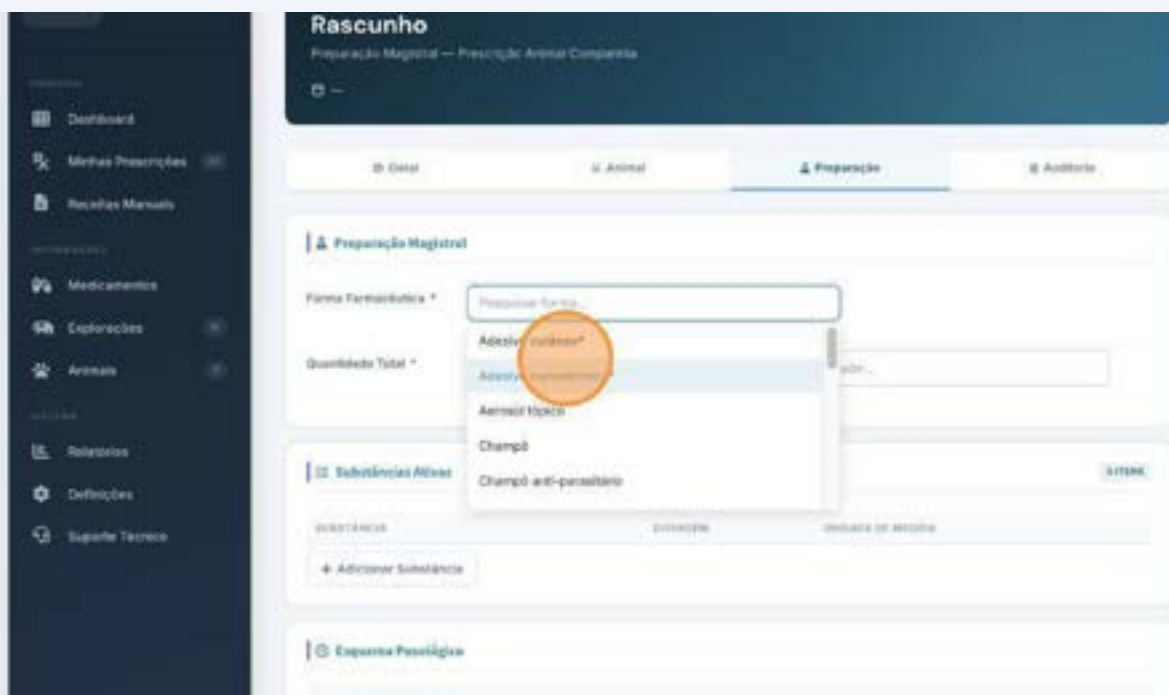 Rascunho
Preparação Magistral — Prescrição Animal Companhia
—
Dashboard
Minhas Prescrições
Receitas Manuais
Medicamentos
Explorações
Animais
Relatórios
Definições
Suporte Técnico
Geral
Animal
Preparação
Auditoria
Preparação Magistral
Forma Farmacêutica *
Pesquisar forma...
Adesivo cutâneo*
Adesivo
Aerosol tópico
Champô
Champô anti-parasitário
Quantidade Total *
Substâncias Ativas
SUBSTÂNCIA
DOSAGEM
UNIDADE DE MEDIDA
+ Adicionar Substância
Esquema Posológico